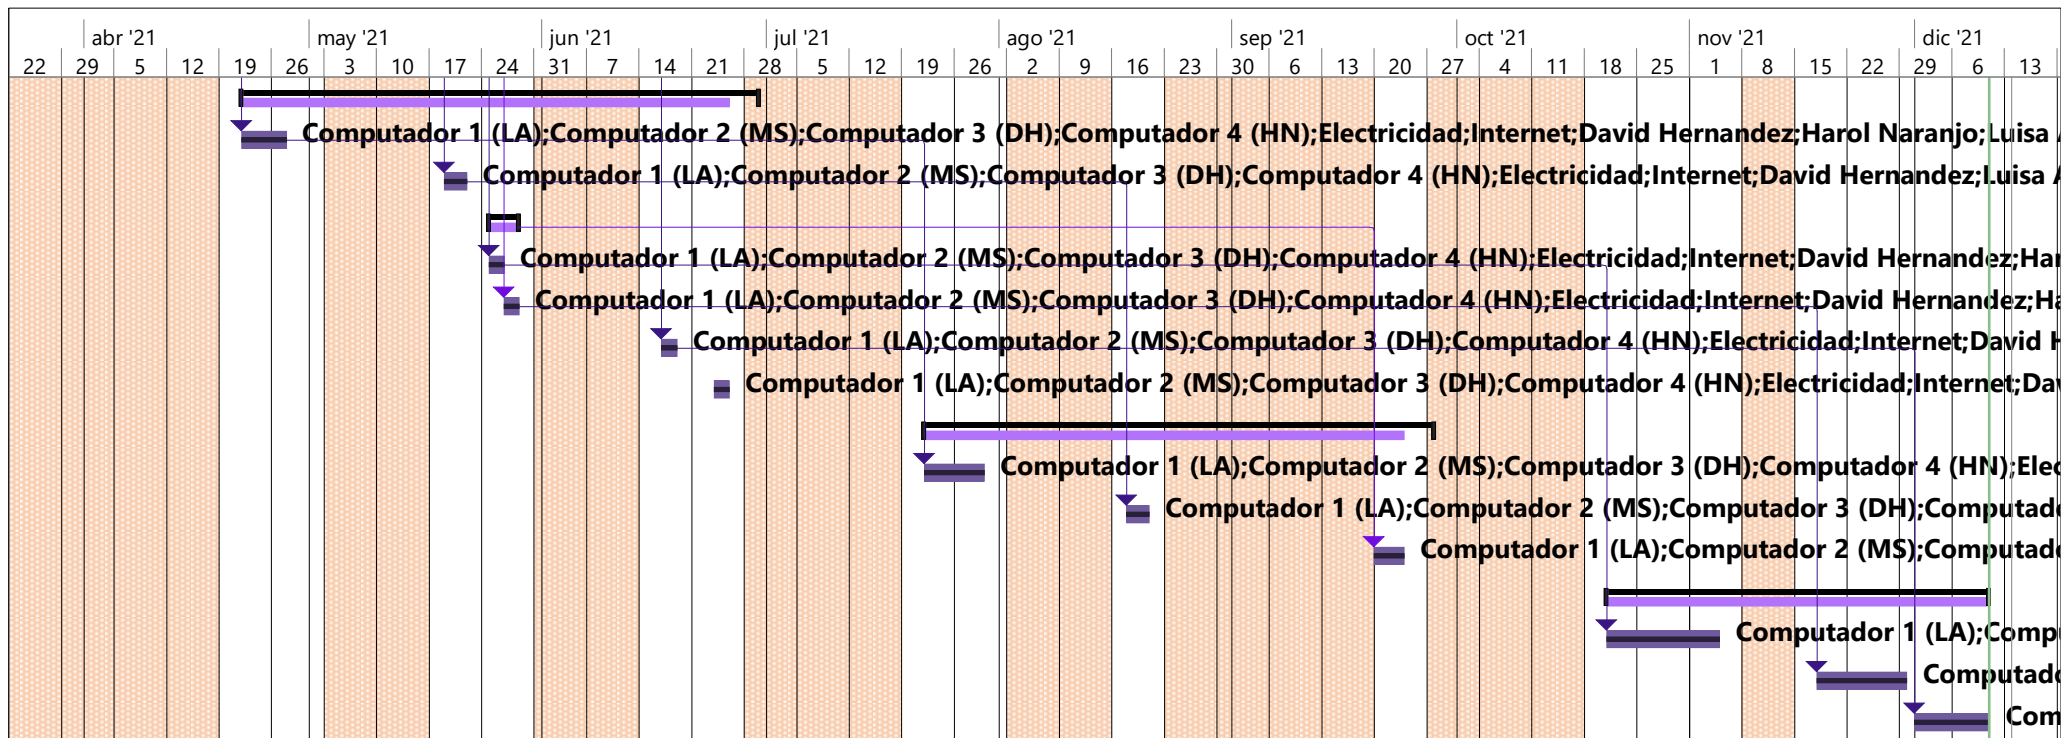 abr '21 may '21 jun '21 jul '21 ago '21 sep '21 oct '21 nov '21 dic '21
22 29 5 12 19 26 3 10 17 24 31 7 14 21 28 5 12 19 26 2 9 16 23 30 6 13 20 27 4 11 18 25 1 8 15 22 29 6 13
Computador 1 (LA);Computador 2 (MS);Computador 3 (DH);Computador 4 (HN);Electricidad;Internet;David Hernandez;Harol Naranjo;Luisa
Computador 1 (LA);Computador 2 (MS);Computador 3 (DH);Computador 4 (HN);Electricidad;Internet;David Hernandez;Luisa
Computador 1 (LA);Computador 2 (MS);Computador 3 (DH);Computador 4 (HN);Electricidad;Internet;David Hernandez;Har
Computador 1 (LA);Computador 2 (MS);Computador 3 (DH);Computador 4 (HN);Electricidad;Internet;David Hernandez;Ha
Computador 1 (LA);Computador 2 (MS);Computador 3 (DH);Computador 4 (HN);Electricidad;Internet;David
Computador 1 (LA);Computador 2 (MS);Computador 3 (DH);Computador 4 (HN);Electricidad;Internet;Dav
Computador 1 (LA);Computador 2 (MS);Computador 3 (DH);Computador 4 (HN);Elec
Computador 1 (LA);Computador 2 (MS);Computador 3 (DH);Computad
Computador 1 (LA);Computador 2 (MS);Computad
Computador 1 (LA);Comp
Computad
Com